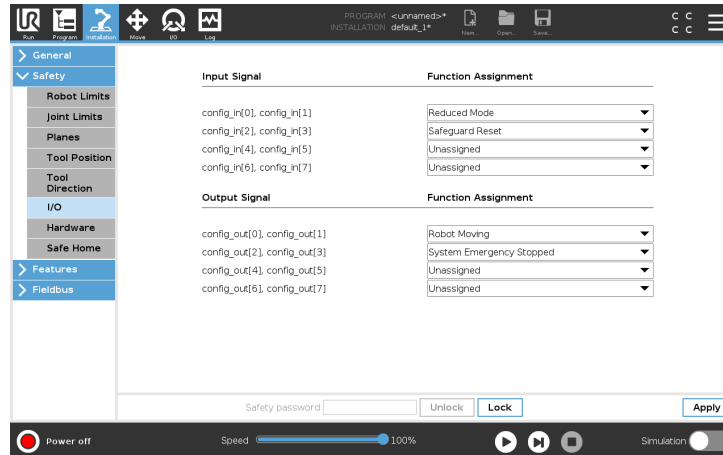 UR
Run Program Installation Move I/O Log
PROGRAM <unnamed>*
INSTALLATION default_1*
New... Open... Save...
C C
C C
General
Safety
Robot Limits
Joint Limits
Planes
Tool Position
Tool
Direction
I/O
Hardware
Safe Home
Features
Fieldbus
Input Signal Function Assignment
config_in[0], config_in[1] Reduced Mode
config_in[2], config_in[3] Safeguard Reset
config_in[4], config_in[5] Unassigned
config_in[6], config_in[7] Unassigned
Output Signal Function Assignment
config_out[0], config_out[1] Robot Moving
config_out[2], config_out[3] System Emergency Stopped
config_out[4], config_out[5] Unassigned
config_out[6], config_out[7] Unassigned
Safety password Unlock Lock Apply
Power off Speed 100% Simulation